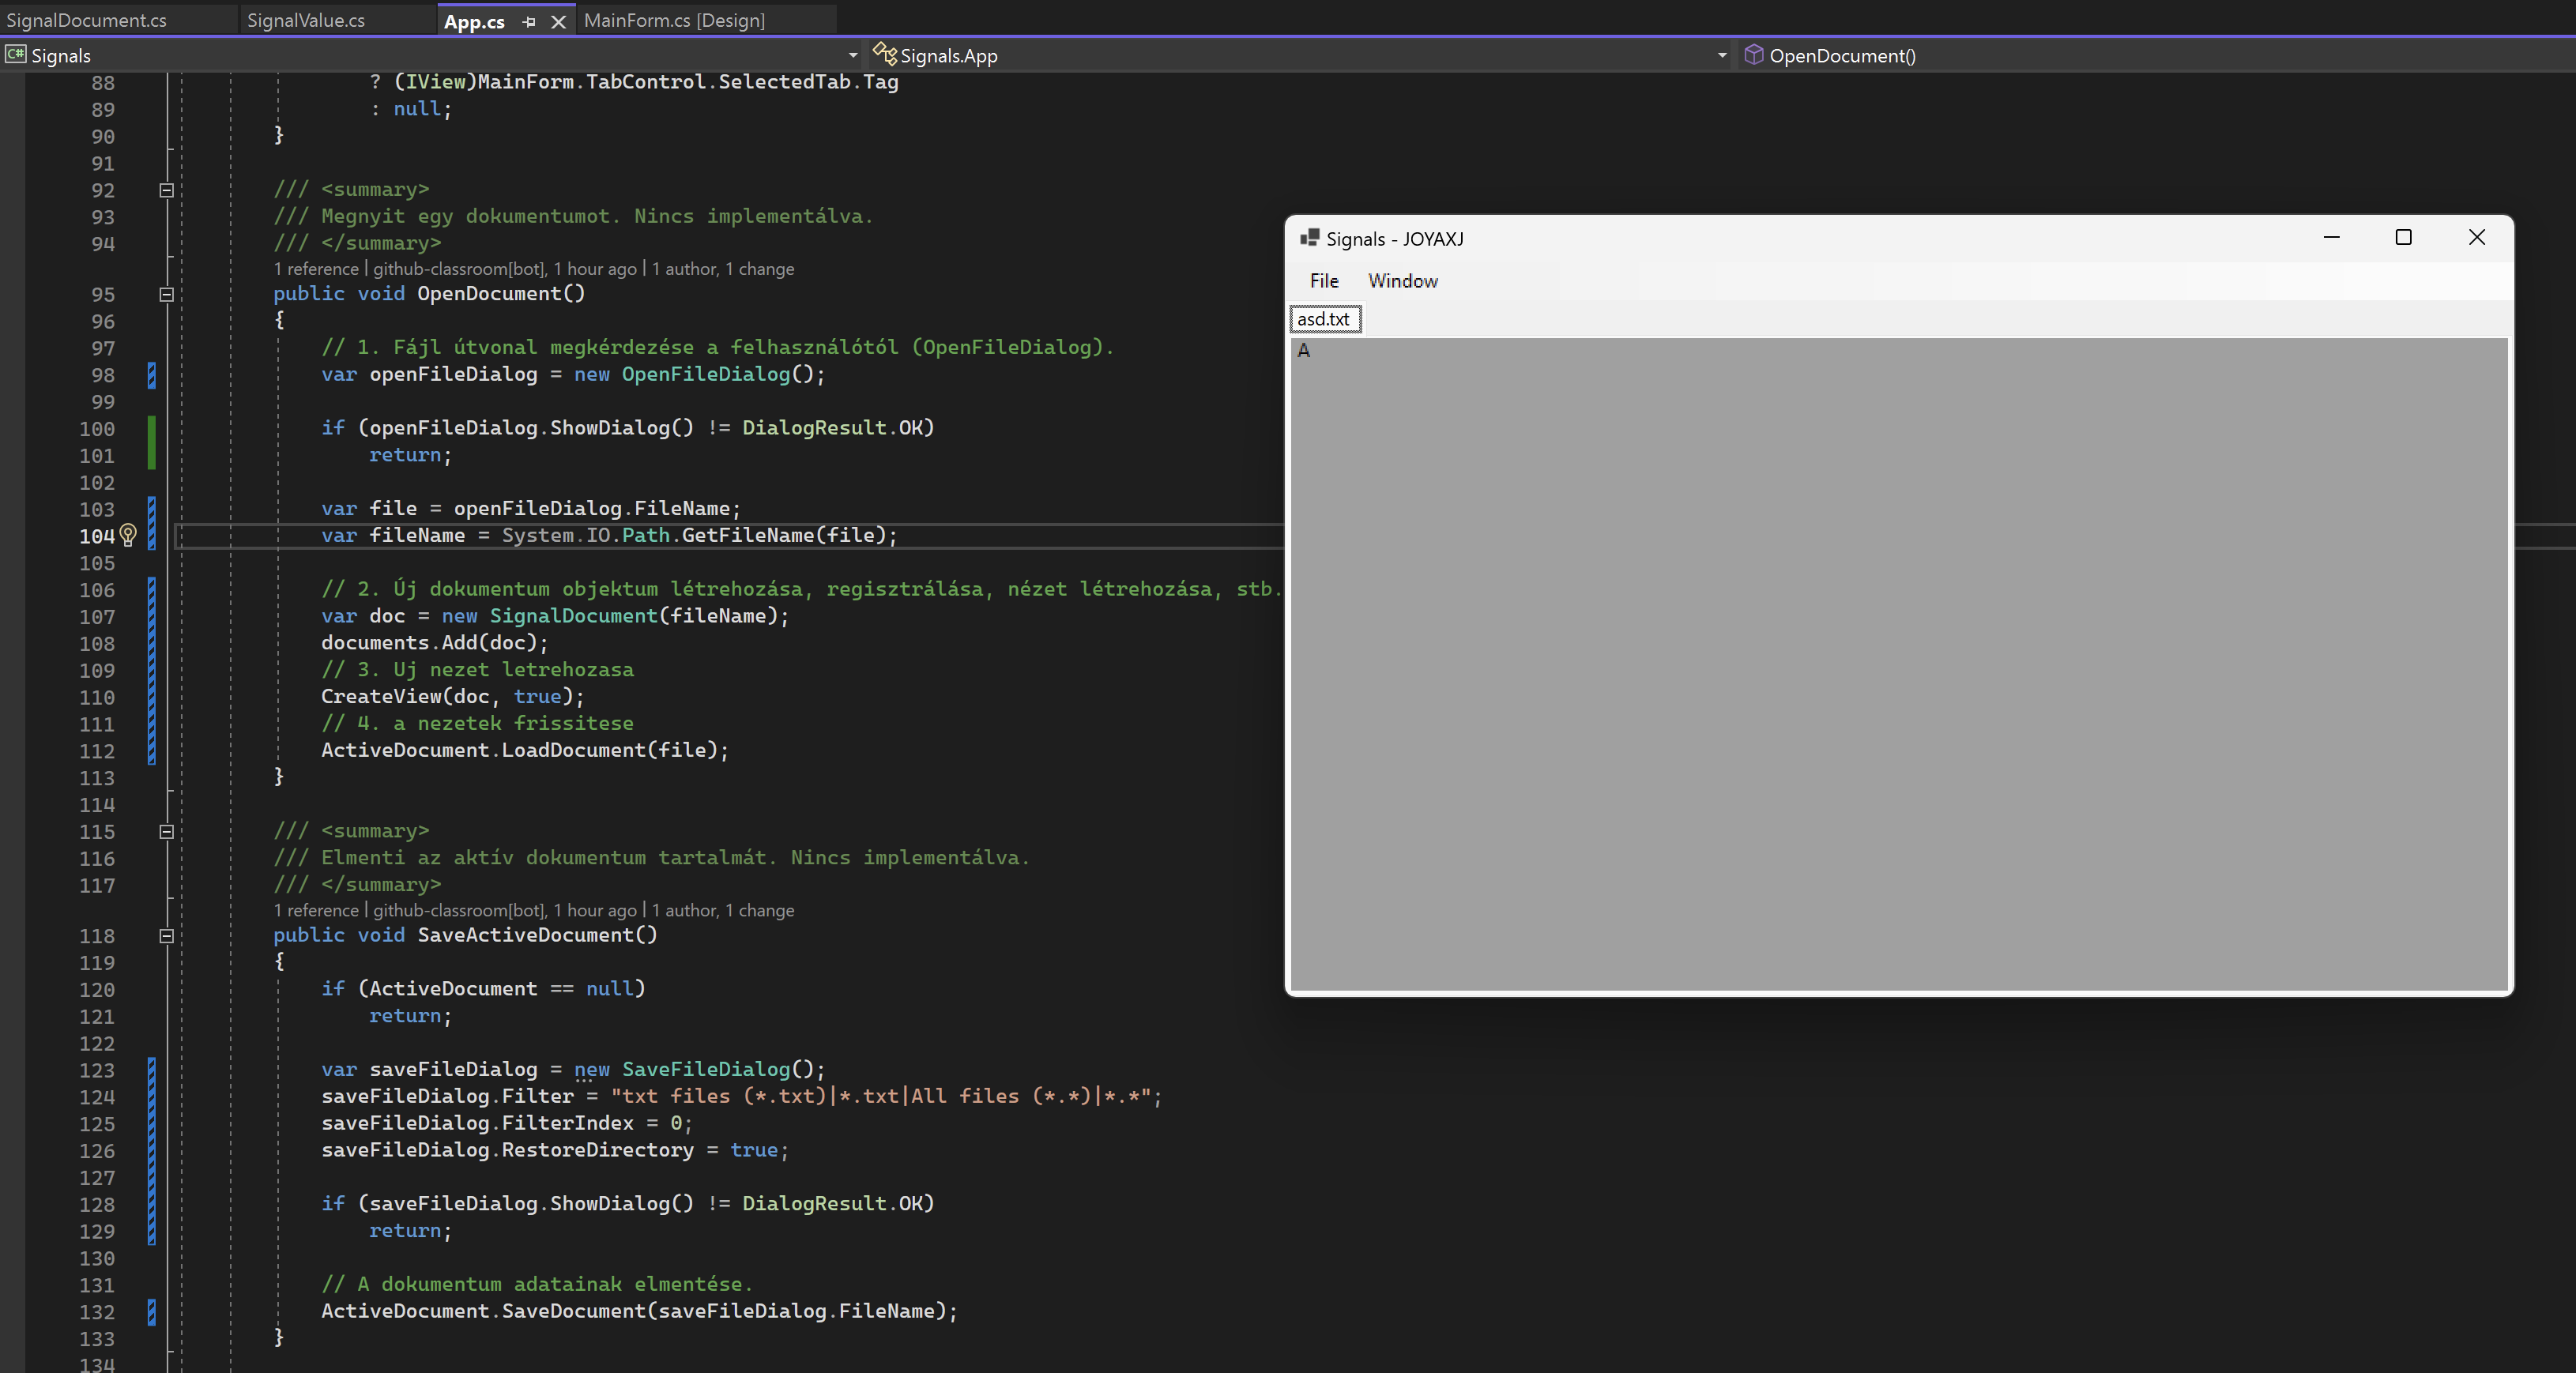 SignalDocument.cs SignalValue.cs App.cs MainForm.cs [Design]
C# Signals Signals.App OpenDocument()
88 ? (IView)MainForm.TabControl.SelectedTab.Tag
89 : null;
90 }
91
92 /// <summary>
93 /// Megnyit egy dokumentumot. Nincs implementálva.
94 /// </summary>
1 reference | github-classroom[bot], 1 hour ago | 1 author, 1 change
95 public void OpenDocument()
96 {
97 // 1. Fájl útvonal megkérdezése a felhasználótól (OpenFileDialog).
98 var openFileDialog = new OpenFileDialog();
99
100 if (openFileDialog.ShowDialog() != DialogResult.OK)
101 return;
102
103 var file = openFileDialog.FileName;
104 var fileName = System.IO.Path.GetFileName(file);
105
106 // 2. Új dokumentum objektum létrehozása, regisztrálása, nézet létrehozása, stb.
107 var doc = new SignalDocument(fileName);
108 documents.Add(doc);
109 // 3. Uj nezet letrehozasa
110 CreateView(doc, true);
111 // 4. a nezetek frissitese
112 ActiveDocument.LoadDocument(file);
113 }
114
115 /// <summary>
116 /// Elmenti az aktív dokumentum tartalmát. Nincs implementálva.
117 /// </summary>
1 reference | github-classroom[bot], 1 hour ago | 1 author, 1 change
118 public void SaveActiveDocument()
119 {
120 if (ActiveDocument == null)
121 return;
122
123 var saveFileDialog = new SaveFileDialog();
124 saveFileDialog.Filter = "txt files (*.txt)|*.txt|All files (*.*)|*.*";
125 saveFileDialog.FilterIndex = 0;
126 saveFileDialog.RestoreDirectory = true;
127
128 if (saveFileDialog.ShowDialog() != DialogResult.OK)
129 return;
130
131 // A dokumentum adatainak elmentése.
132 ActiveDocument.SaveDocument(saveFileDialog.FileName);
133 }
134
Signals - JOYAXJ
File Window
asd.txt
A